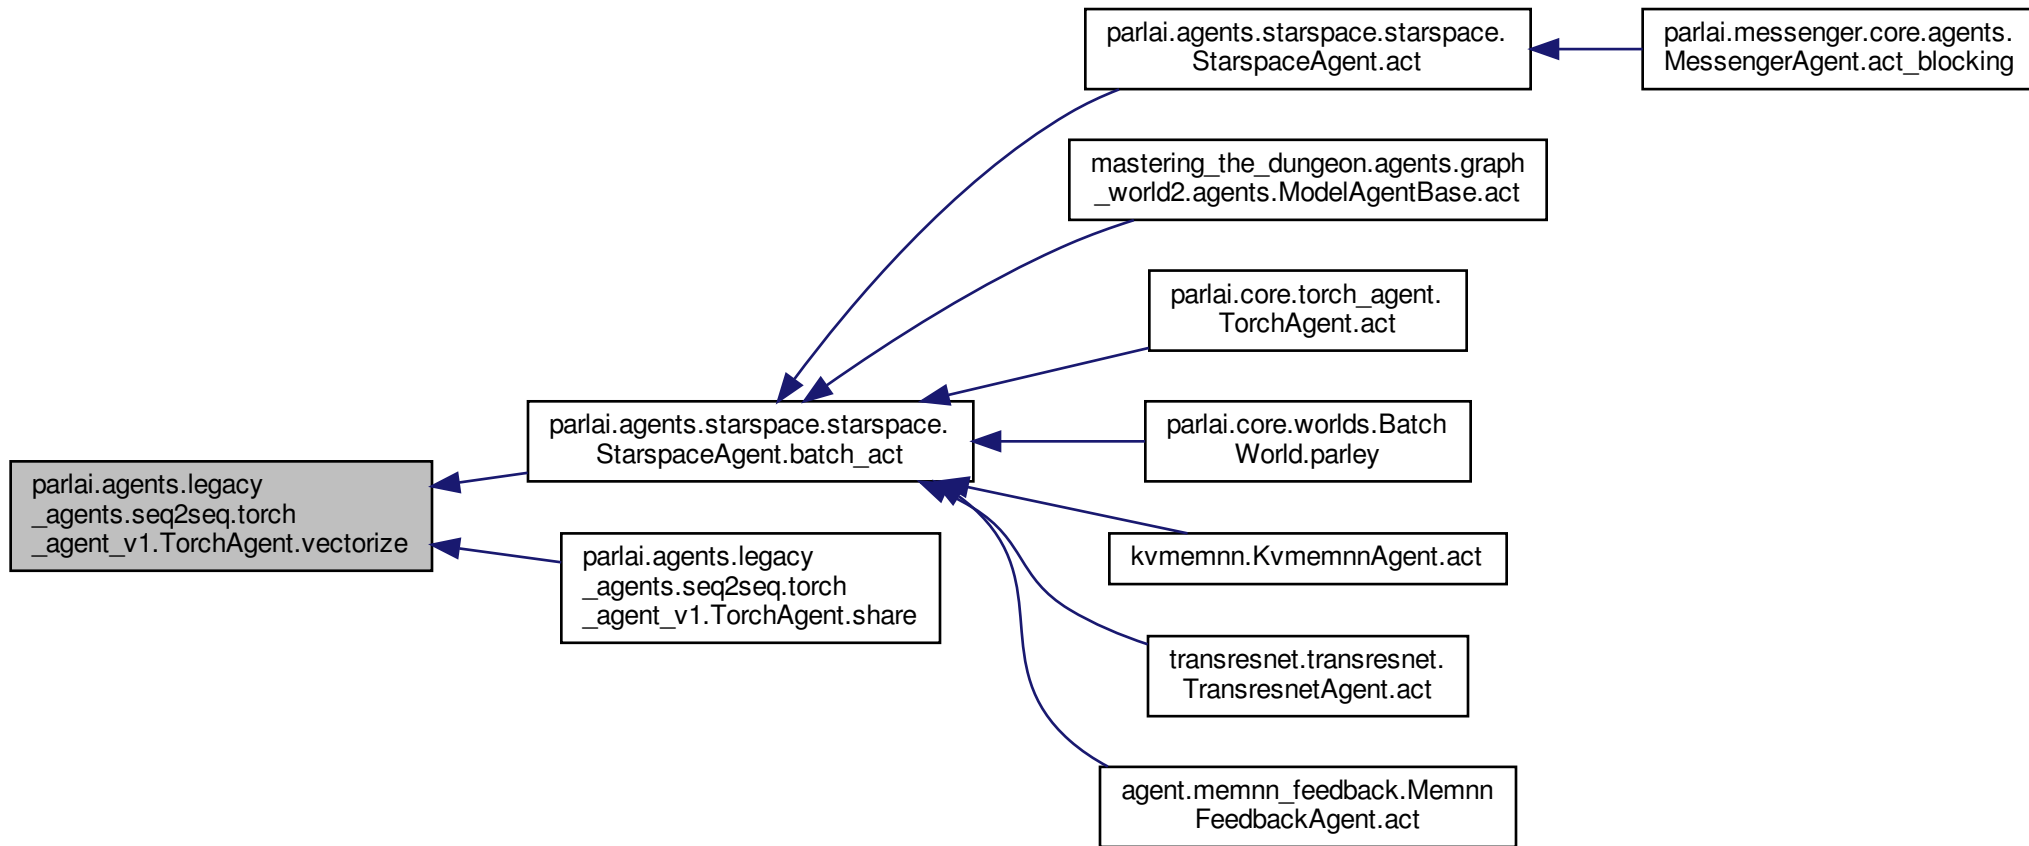 parlai.agents.starspace.starspace.
StarspaceAgent.act
parlai.messenger.core.agents.
MessengerAgent.act_blocking
mastering_the_dungeon.agents.graph
_world2.agents.ModelAgentBase.act
parlai.core.torch_agent.
TorchAgent.act
parlai.agents.starspace.starspace.
StarspaceAgent.batch_act
parlai.core.worlds.Batch
World.parley
parlai.agents.legacy
_agents.seq2seq.torch
_agent_v1.TorchAgent.vectorize
parlai.agents.legacy
_agents.seq2seq.torch
_agent_v1.TorchAgent.share
kvmemnn.KvmemnnAgent.act
transresnet.transresnet.
TransresnetAgent.act
agent.memnn_feedback.Memnn
FeedbackAgent.act